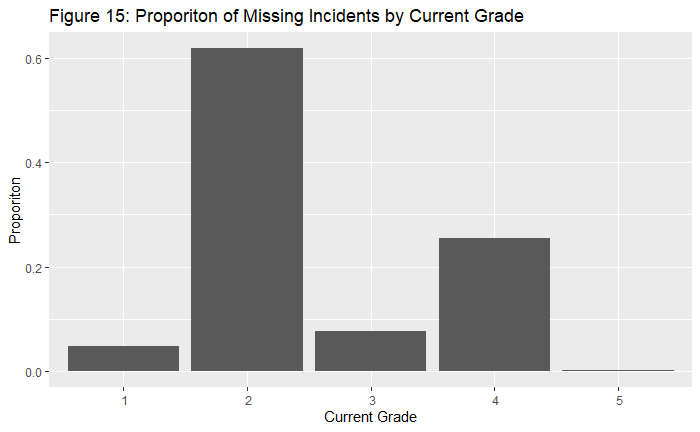 Figure 15: Proporiton of Missing Incidents by Current Grade
0.6
0.4
0.2
0.0
Proporiton
1 2 3 4 5
Current Grade